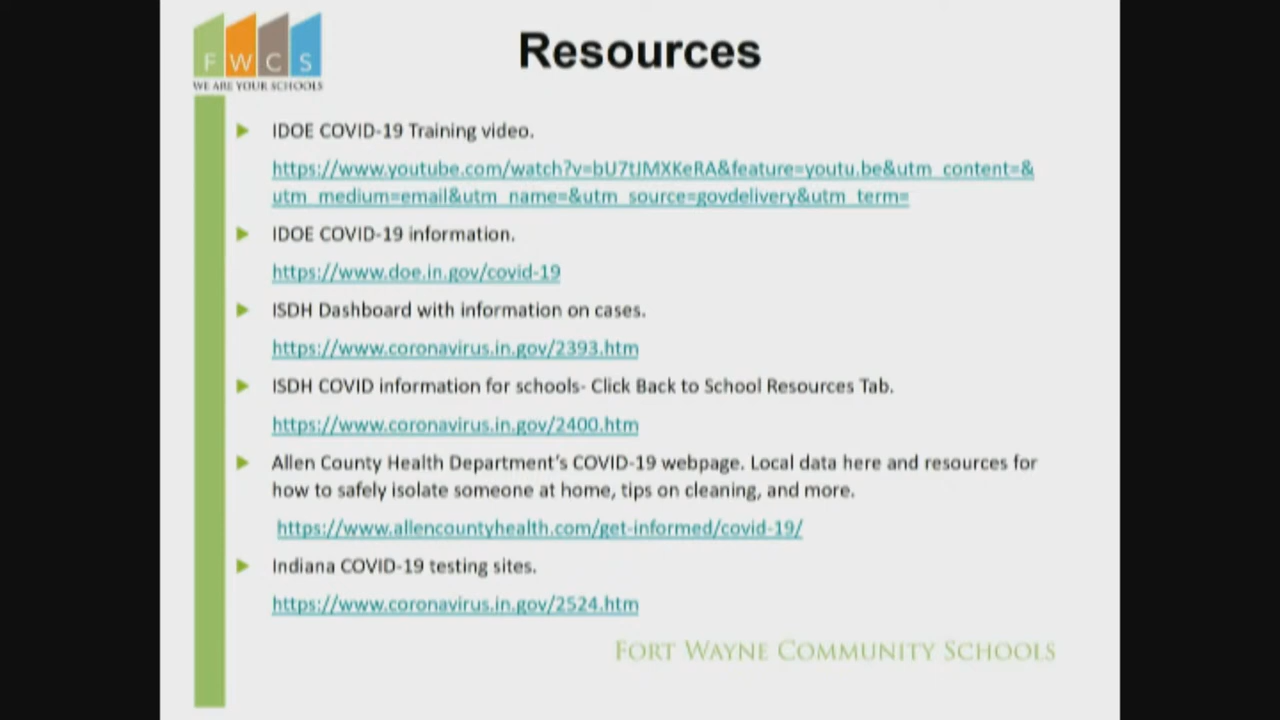 FWCS
WE ARE YOUR SCHOOLS
Resources
IDOE COVID-19 Training video.
https://www.youtube.com/watch?v=bU7tJMXKeRA&feature=youtu.be&utm_content=&
utm_medium=email&utm_name=&utm_source=govdelivery&utm_term=
IDOE COVID-19 information.
https://www.doe.in.gov/covid-19
ISDH Dashboard with information on cases.
https://www.coronavirus.in.gov/2393.htm
ISDH COVID information for schools- Click Back to School Resources Tab.
https://www.coronavirus.in.gov/2400.htm
Allen County Health Department's COVID-19 webpage. Local data here and resources for
how to safely isolate someone at home, tips on cleaning, and more.
https://www.allencountyhealth.com/get-informed/covid-19/
Indiana COVID-19 testing sites.
https://www.coronavirus.in.gov/2524.htm
FORT WAYNE COMMUNITY SCHOOLS